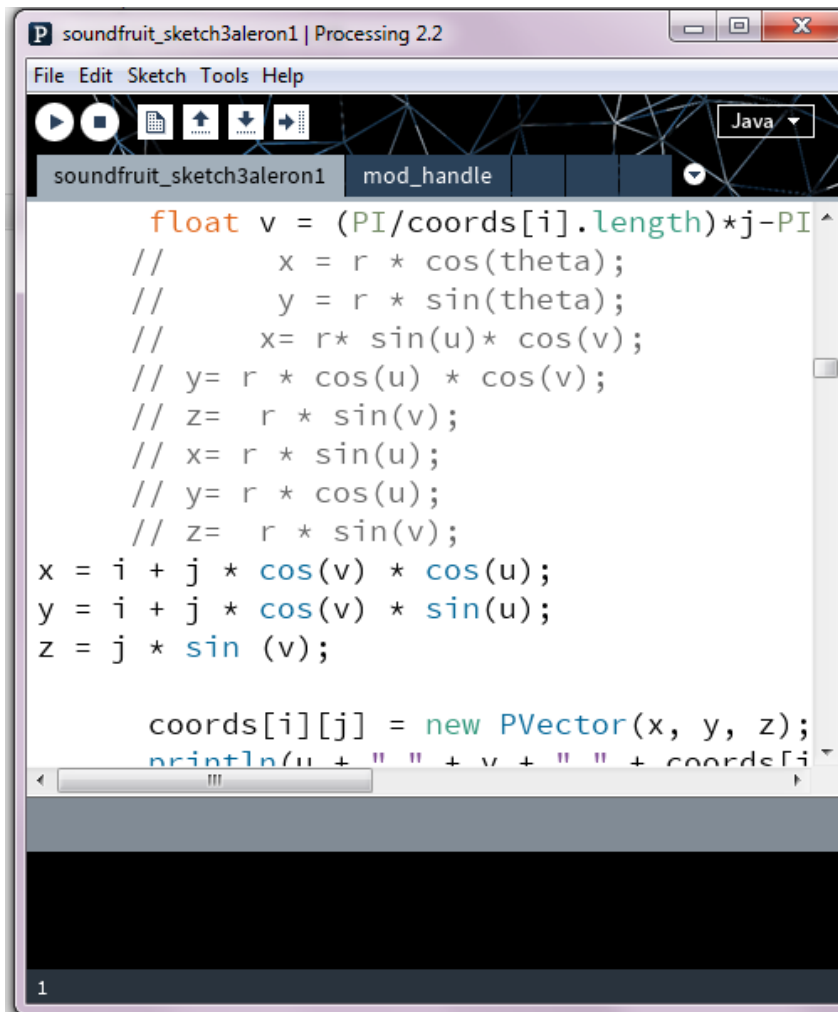 soundfruit_sketch3aleron1 | Processing 2.2
File Edit Sketch Tools Help
Java
soundfruit_sketch3aleron1 mod_handle
float v = (PI/coords[i].length)*j-PI
// x = r * cos(theta);
// y = r * sin(theta);
// x= r* sin(u)* cos(v);
// y= r * cos(u) * cos(v);
// z= r * sin(v);
// x= r * sin(u);
// y= r * cos(u);
// z= r * sin(v);
x = i + j * cos(v) * cos(u);
y = i + j * cos(v) * sin(u);
z = j * sin (v);
coords[i][j] = new PVector(x, y, z);
println(u + " " + v + " " + coords[i
1